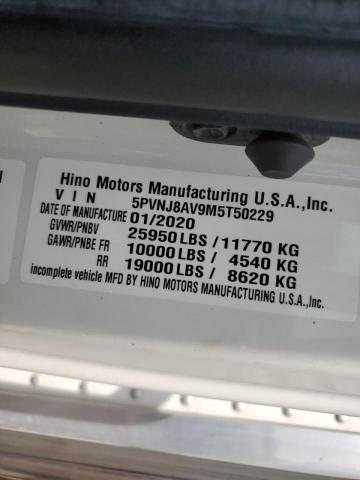 Hino Motors Manufacturing U.S.A.,Inc.
VIN 5PVNJ8AV9M5T50229
DATE OF MANUFACTURE 01/2020
GVWR/PNBV 25950 LBS / 11770 KG
GAWR/PNBE FR 10000 LBS / 4540 KG
RR 19000 LBS / 8620 KG
incomplete vehicle MFD BY HINO MOTORS MANUFACTURING U.S.A.,Inc.